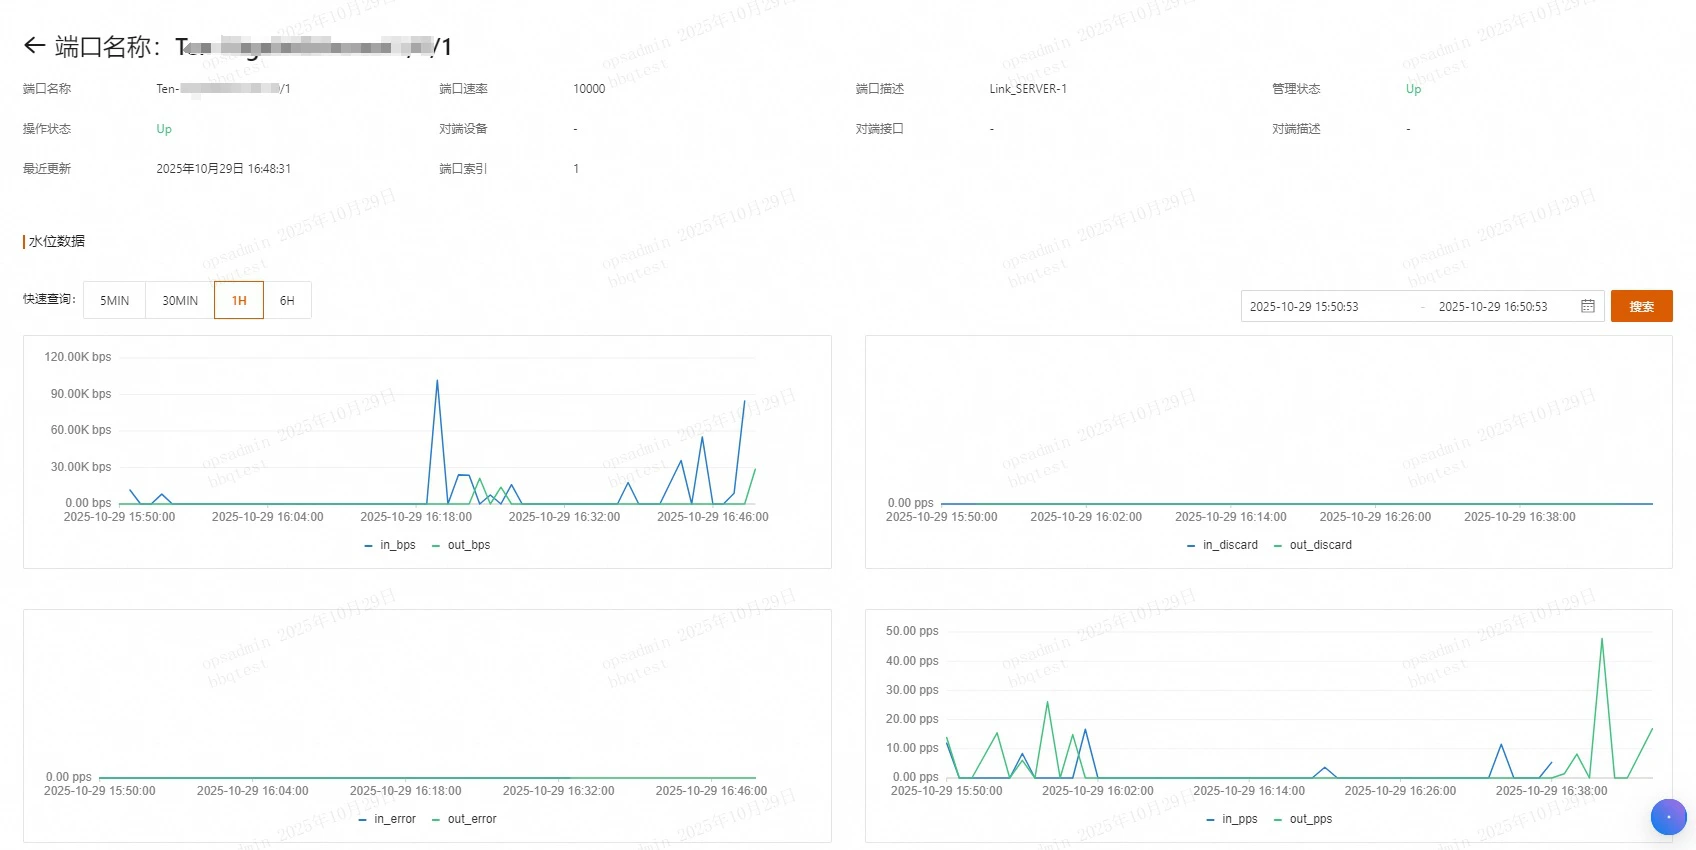 端口名称：T /1
端口名称 Ten- /1 端口速率 10000 端口描述 Link_SERVER-1 管理状态 Up
操作状态 Up 对端设备 - 对端接口 - 对端描述 -
最近更新 2025年10月29日 16:48:31 端口索引 1
水位数据
快速查询: 5MIN 30MIN 1H 6H
2025-10-29 15:50:53 - 2025-10-29 16:50:53 搜索
120.00K bps
90.00K bps
60.00K bps
30.00K bps
0.00 bps
2025-10-29 15:50:00 2025-10-29 16:04:00 2025-10-29 16:18:00 2025-10-29 16:32:00 2025-10-29 16:46:00
in_bps out_bps
0.00 pps
2025-10-29 15:50:00 2025-10-29 16:02:00 2025-10-29 16:14:00 2025-10-29 16:26:00 2025-10-29 16:38:00
in_discard out_discard
0.00 pps
2025-10-29 15:50:00 2025-10-29 16:04:00 2025-10-29 16:18:00 2025-10-29 16:32:00 2025-10-29 16:46:00
in_error out_error
50.00 pps
40.00 pps
30.00 pps
20.00 pps
10.00 pps
0.00 pps
2025-10-29 15:50:00 2025-10-29 16:02:00 2025-10-29 16:14:00 2025-10-29 16:26:00 2025-10-29 16:38:00
in_pps out_pps
opsadmin 2025年10月29日
bbqtest